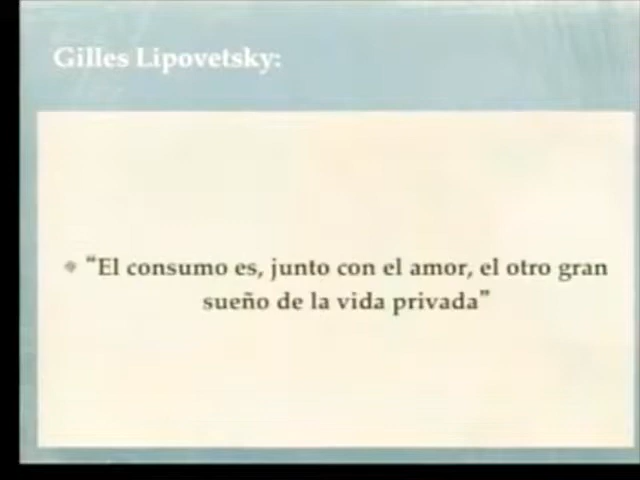 Gilles Lipovetsky:
“El consumo es, junto con el amor, el otro gran
sueño de la vida privada”